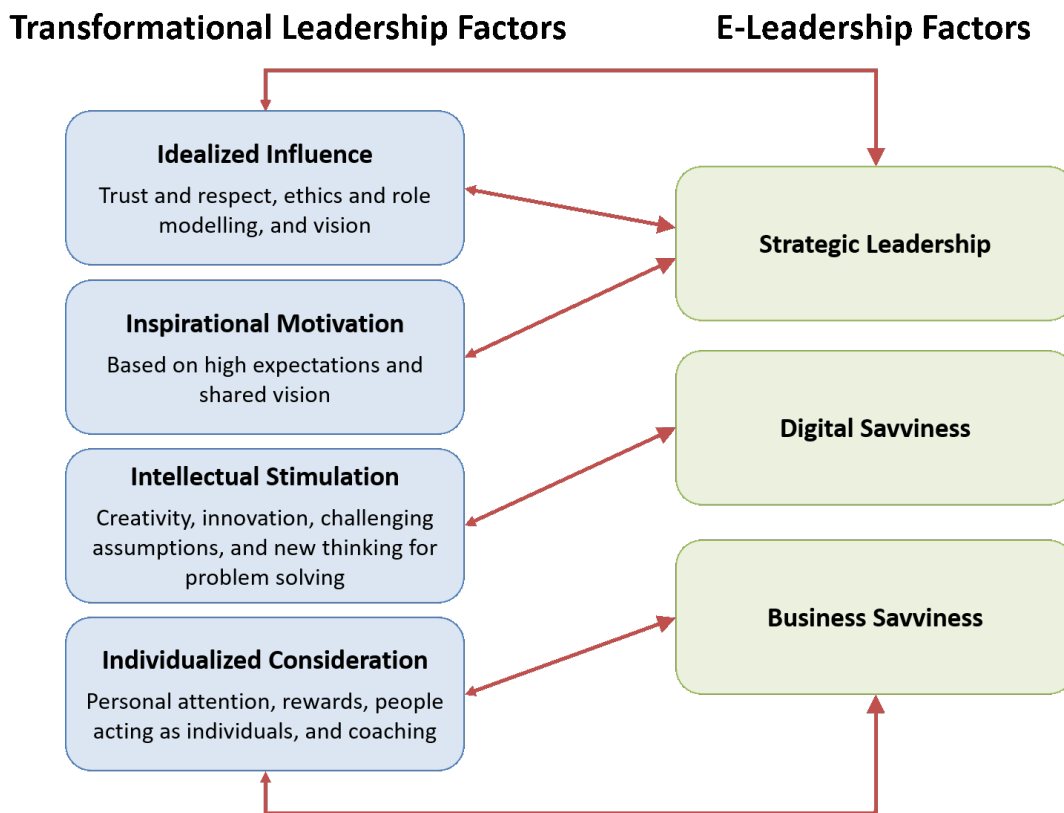 Transformational Leadership Factors
E-Leadership Factors
Idealized Influence
Trust and respect, ethics and role
modelling, and vision
Inspirational Motivation
Based on high expectations and
shared vision
Intellectual Stimulation
Creativity, innovation, challenging
assumptions, and new thinking for
problem solving
Individualized Consideration
Personal attention, rewards, people
acting as individuals, and coaching
Strategic Leadership
Digital Savviness
Business Savviness